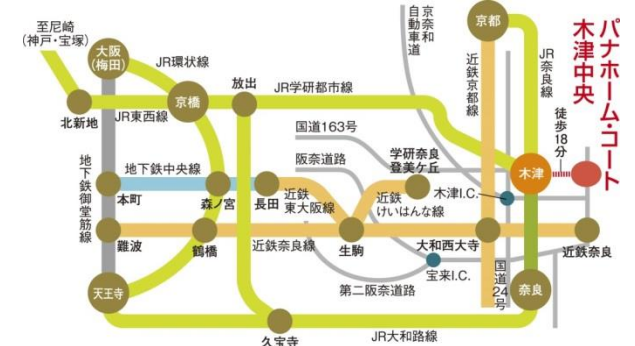 至尼崎
(神戸・宝塚)
大阪
(梅田)
JR環状線
北新地
JR東西線
京橋
放出
JR学研都市線
京奈和
自動車道
京都
近鉄京都線
JR奈良線
パナホーム・コート
木津中央
徒歩18分
国道163号
阪奈道路
学研奈良
登美ケ丘
木津
木津I.C.
地下鉄御堂筋線
地下鉄中央線
本町
森ノ宮
長田
近鉄
東大阪線
近鉄
けいはんな線
難波
鶴橋
近鉄奈良線
生駒
大和西大寺
近鉄奈良
宝来I.C.
第二阪奈道路
国道24号
奈良
天王寺
久宝寺
JR大和路線